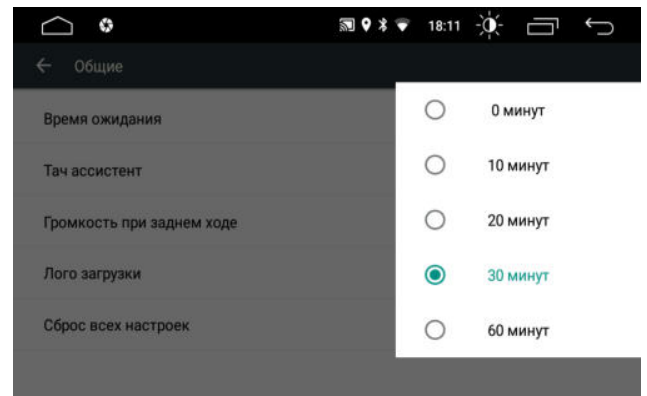 18:11
Общие
Время ожидания
Тач ассистент
Громкость при заднем ходе
Лого загрузки
Сброс всех настроек
0 минут
10 минут
20 минут
30 минут
60 минут